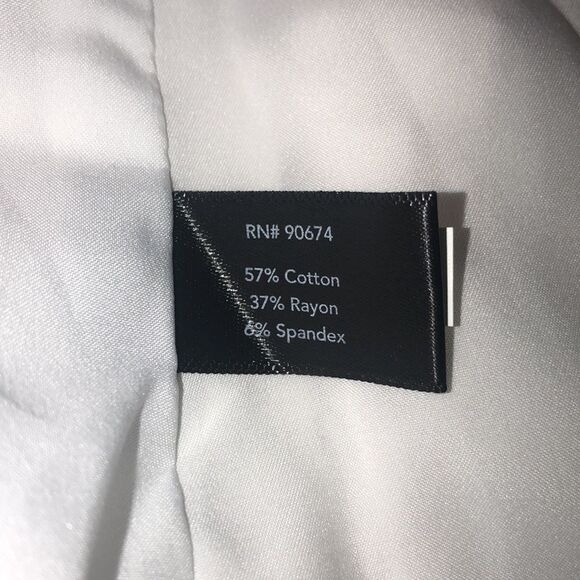 RN# 90674
57% Cotton
37% Rayon
6% Spandex